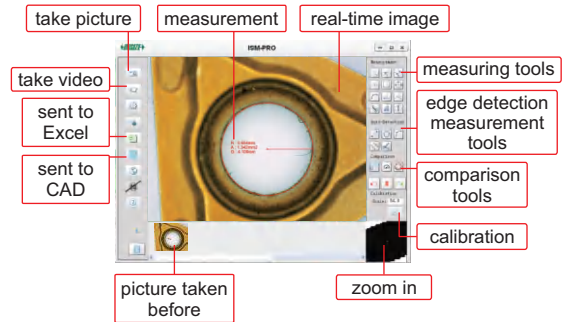 take picture
measurement
real-time image
ISM-PRO
take video
measuring tools
sent to
Excel
edge detection
measurement
tools
sent to
CAD
comparison
tools
calibration
picture taken
before
zoom in